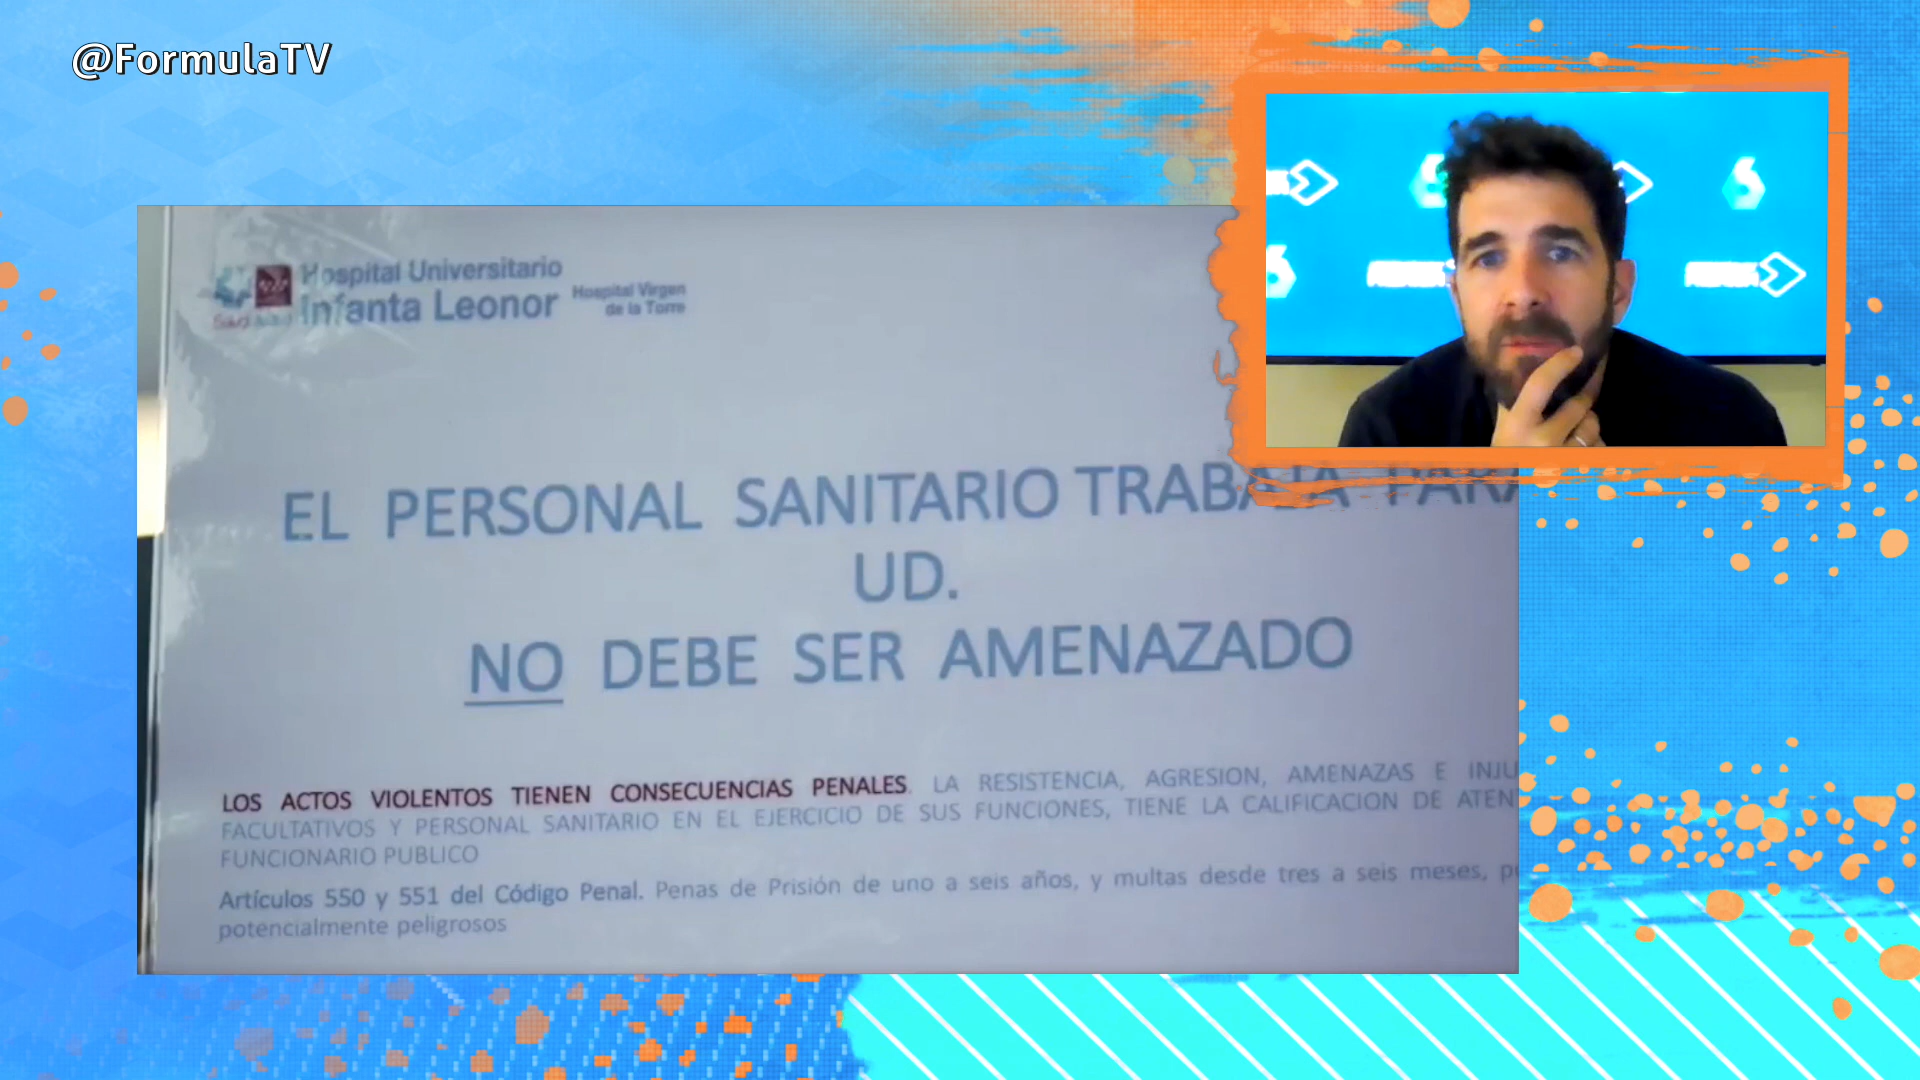 @FormulaTV
Hospital Universitario
Infanta Leonor
Hospital Virgen
de la Torre
EL PERSONAL SANITARIO TRABAJA PARA
UD.
NO DEBE SER AMENAZADO
LOS ACTOS VIOLENTOS TIENEN CONSECUENCIAS PENALES. LA RESISTENCIA, AGRESION, AMENAZAS E
FACULTATIVOS Y PERSONAL SANITARIO EN EL EJERCICIO DE SUS FUNCIONES, TIENE LA CALIFICACION DE
FUNCIONARIO PUBLICO
Artículos 550 y 551 del Código Penal. Penas de Prisión de uno a seis años, y multas desde tres a seis meses,
potencialmente peligrosos